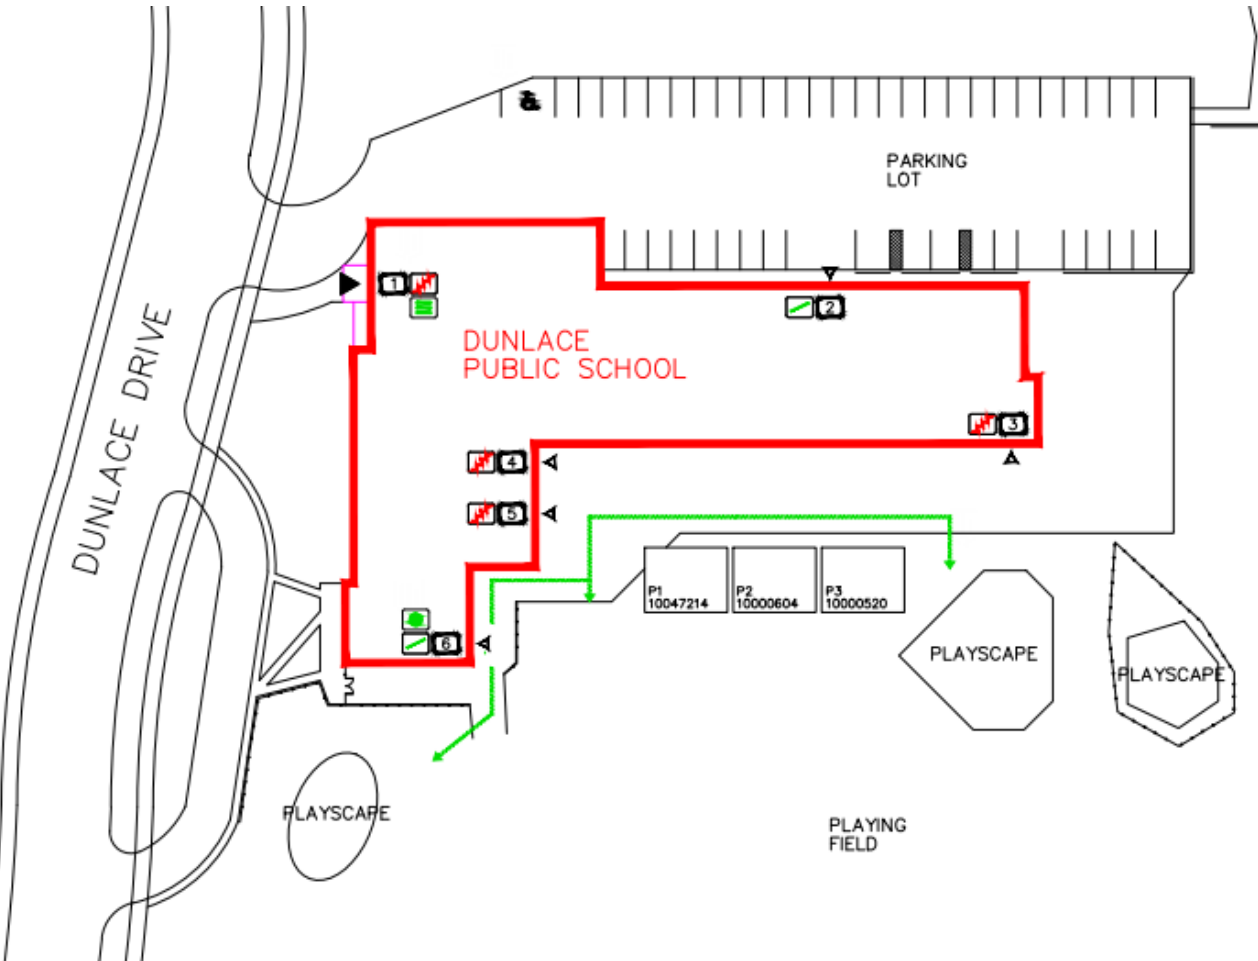 PARKING
LOT
1
2
DUNLACE
PUBLIC SCHOOL
DUNLACE DRIVE
3
4
5
P1
10047214
P2
10000604
P3
10000520
6
PLAYSCAPE
PLAYSCAPE
PLAYSCAPE
PLAYING
FIELD